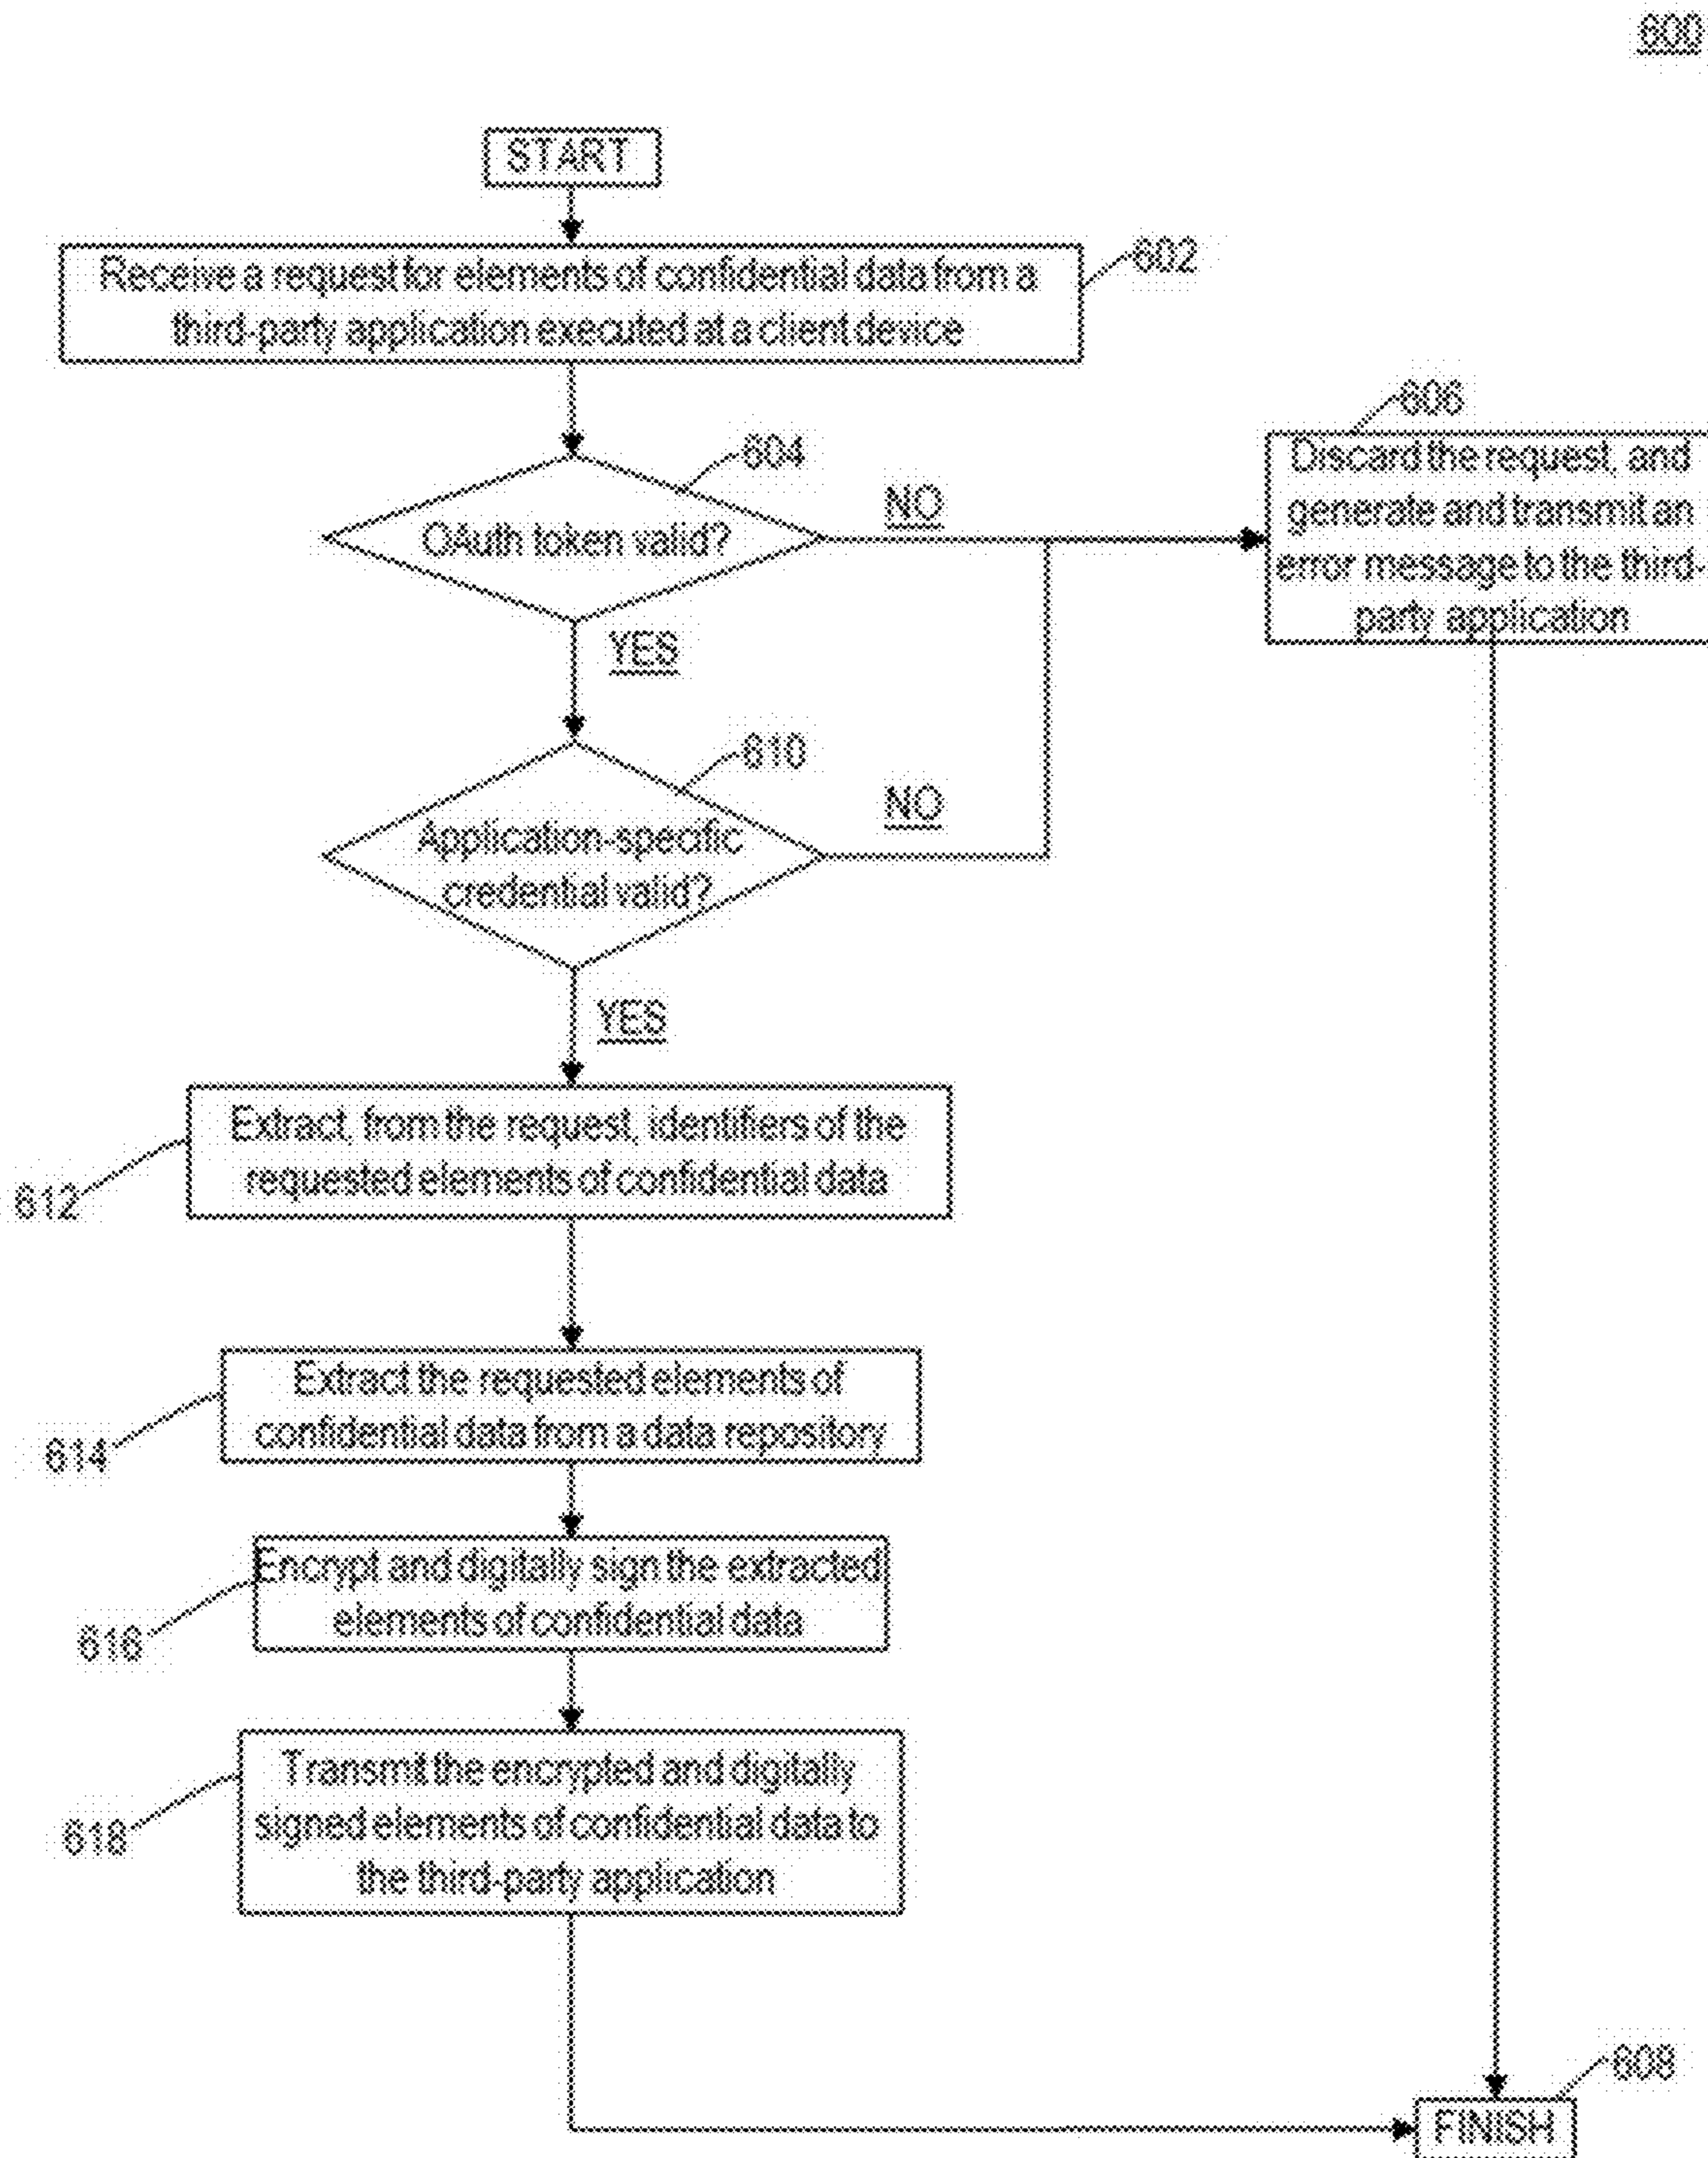 600
START
Receive a request for elements of confidential data from a
third-party application executed at a client device
602
604
OAuth token valid?
NO
606
Discard the request, and
generate and transmit an
error message to the third-
party application
YES
610
Application-specific
credential valid?
NO
YES
Extract, from the request, identifiers of the
requested elements of confidential data
612
Extract the requested elements of
confidential data from a data repository
614
Encrypt and digitally sign the extracted
elements of confidential data
616
Transmit the encrypted and digitally
signed elements of confidential data to
the third-party application
618
608
FINISH